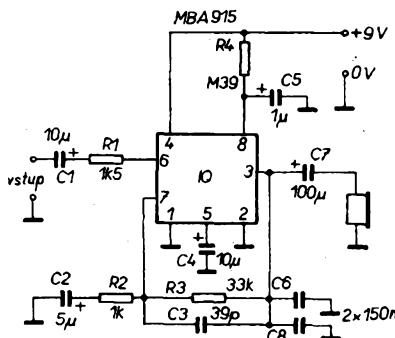 MBA915
+9V
R4
0V
M39
C5
1µ
10µ
R1
4
8
C7
6
IO
3
vstup
C1
1k5
7
100µ
1
5
2
C4
10µ
C2
R2
R3
33k
C6
5µ
1k
C3
39p
2×150n
C8